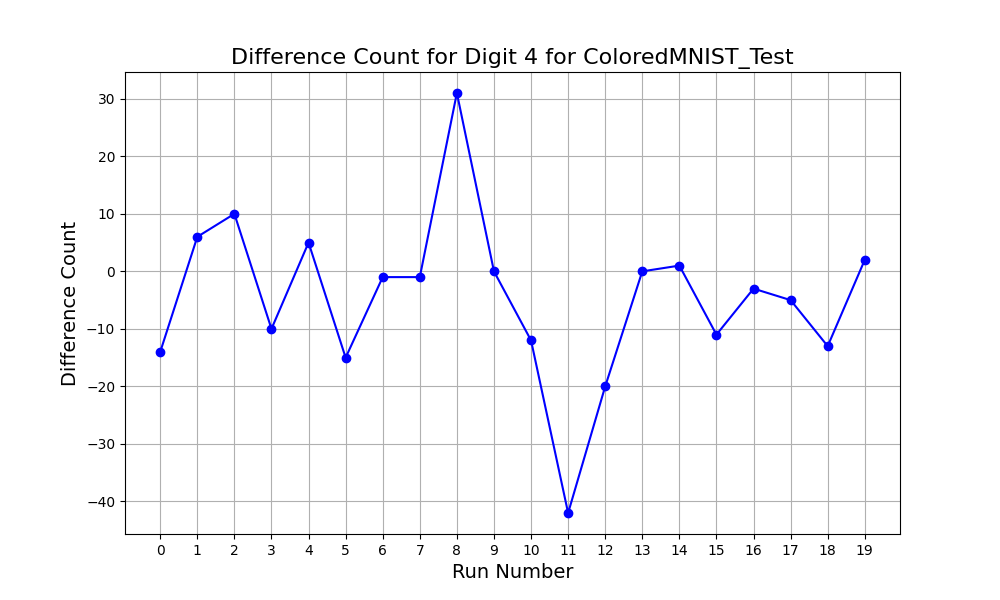 Difference Count for Digit 4 for ColoredMNIST_Test
Difference Count
30
20
10
0
−10
−20
−30
−40
0 1 2 3 4 5 6 7 8 9 10 11 12 13 14 15 16 17 18 19
Run Number